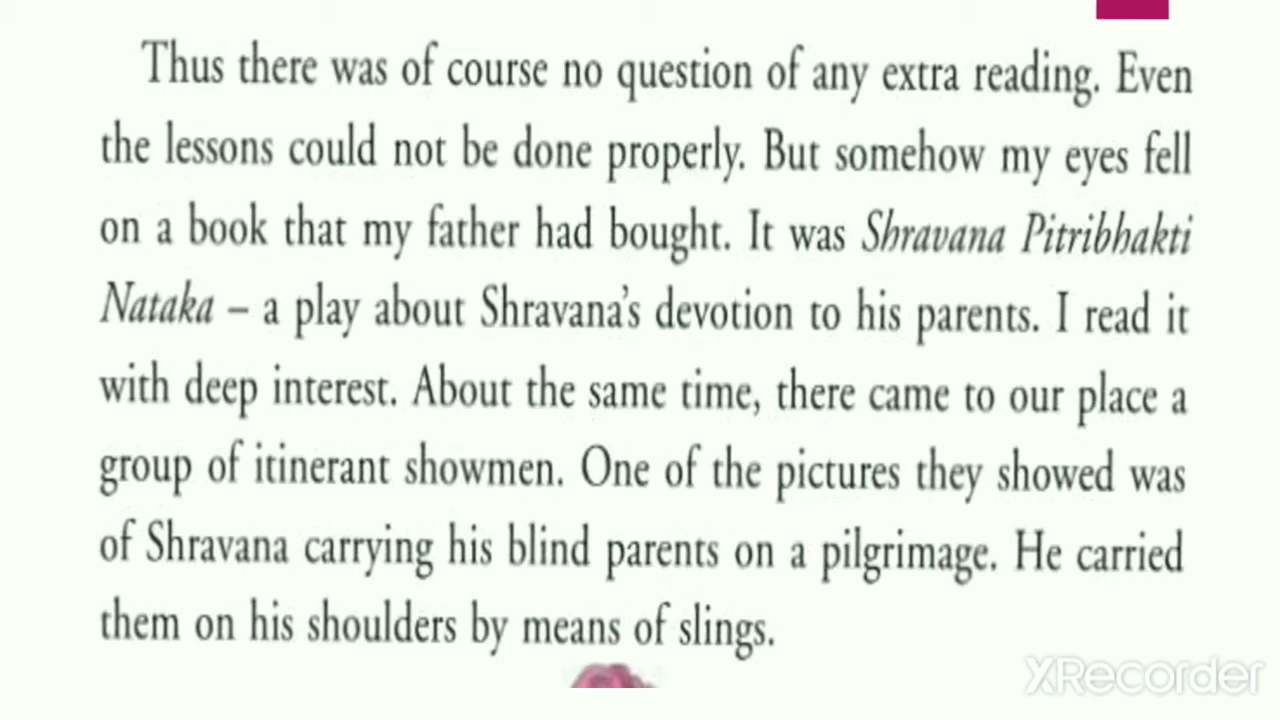 Thus there was of course no question of any extra reading. Even
the lessons could not be done properly. But somehow my eyes fell
on a book that my father had bought. It was Shravana Pitribhakti
Nataka – a play about Shravana's devotion to his parents. I read it
with deep interest. About the same time, there came to our place a
group of itinerant showmen. One of the pictures they showed was
of Shravana carrying his blind parents on a pilgrimage. He carried
them on his shoulders by means of slings.
XRecorder